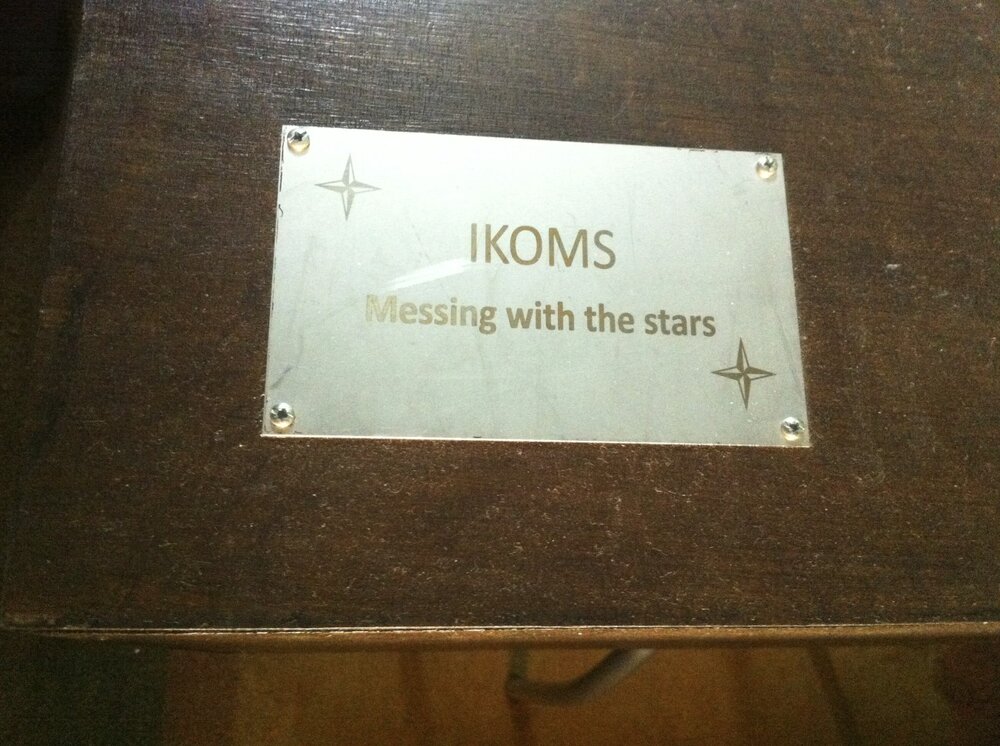 IKOMS
Messing with the stars